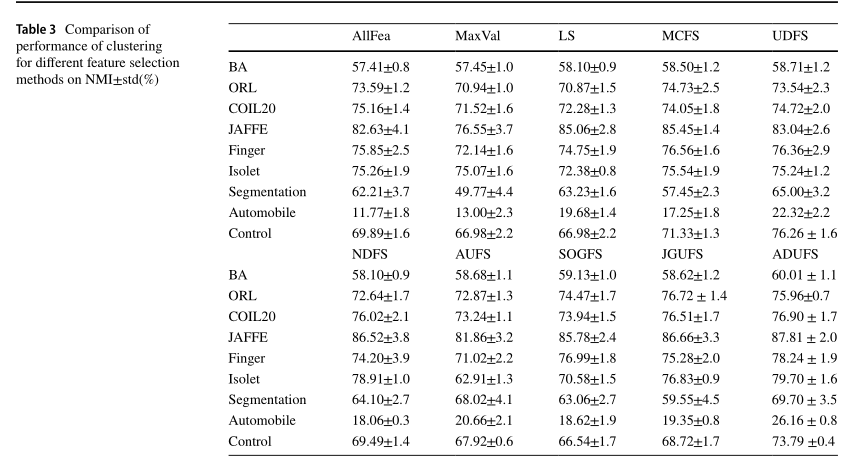 Table 3 Comparison of
performance of clustering
for different feature selection
methods on NMI±std(%)
AllFea MaxVal LS MCFS UDFS
BA 57.41±0.8 57.45±1.0 58.10±0.9 58.50±1.2 58.71±1.2
ORL 73.59±1.2 70.94±1.0 70.87±1.5 74.73±2.5 73.54±2.3
COIL20 75.16±1.4 71.52±1.6 72.28±1.3 74.05±1.8 74.72±2.0
JAFFE 82.63±4.1 76.55±3.7 85.06±2.8 85.45±1.4 83.04±2.6
Finger 75.85±2.5 72.14±1.6 74.75±1.9 76.56±1.6 76.36±2.9
Isolet 75.26±1.9 75.07±1.6 72.38±0.8 75.54±1.9 75.24±1.2
Segmentation 62.21±3.7 49.77±4.4 63.23±1.6 57.45±2.3 65.00±3.2
Automobile 11.77±1.8 13.00±2.3 19.68±1.4 17.25±1.8 22.32±2.2
Control 69.89±1.6 66.98±2.2 66.98±2.2 71.33±1.3 76.26 ± 1.6
NDFS AUFS SOGFS JGUFS ADUFS
BA 58.10±0.9 58.68±1.1 59.13±1.0 58.62±1.2 60.01 ± 1.1
ORL 72.64±1.7 72.87±1.3 74.47±1.7 76.72 ± 1.4 75.96±0.7
COIL20 76.02±2.1 73.24±1.1 73.94±1.5 76.51±1.7 76.90 ± 1.7
JAFFE 86.52±3.8 81.86±3.2 85.78±2.4 86.66±3.3 87.81 ± 2.0
Finger 74.20±3.9 71.02±2.2 76.99±1.8 75.28±2.0 78.24 ± 1.9
Isolet 78.91±1.0 62.91±1.3 70.58±1.5 76.83±0.9 79.70 ± 1.6
Segmentation 64.10±2.7 68.02±4.1 63.06±2.7 59.55±4.5 69.70 ± 3.5
Automobile 18.06±0.3 20.66±2.1 18.62±1.9 19.35±0.8 26.16 ± 0.8
Control 69.49±1.4 67.92±0.6 66.54±1.7 68.72±1.7 73.79 ±0.4